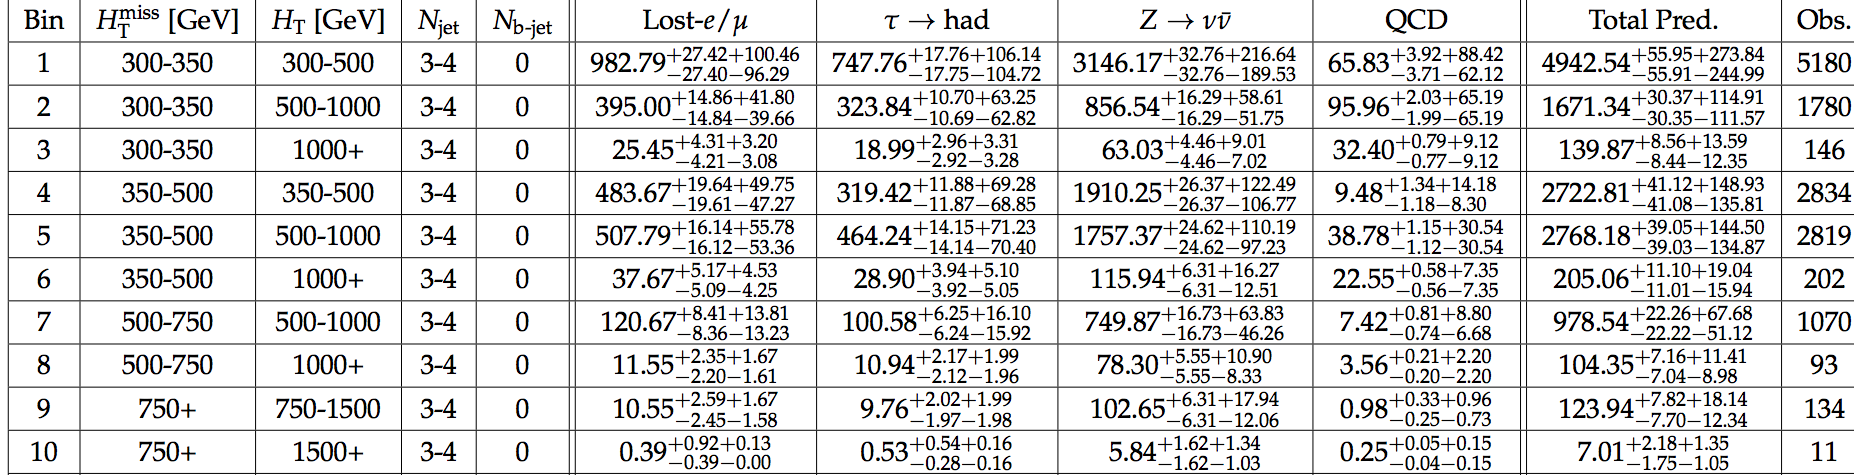 Bin H_T^miss [GeV] H_T [GeV] N_jet N_b-jet Lost-e/μ τ → had Z → νν̄ QCD Total Pred. Obs.
1 300-350 300-500 3-4 0 982.79^{+27.42+100.46}_{−27.40−96.29} 747.76^{+17.76+106.14}_{−17.75−104.72} 3146.17^{+32.76+216.64}_{−32.76−189.53} 65.83^{+3.92+88.42}_{−3.71−62.12} 4942.54^{+55.95+273.84}_{−55.91−244.99} 5180
2 300-350 500-1000 3-4 0 395.00^{+14.86+41.80}_{−14.84−39.66} 323.84^{+10.70+63.25}_{−10.69−62.82} 856.54^{+16.29+58.61}_{−16.29−51.75} 95.96^{+2.03+65.19}_{−1.99−65.19} 1671.34^{+30.37+114.91}_{−30.35−111.57} 1780
3 300-350 1000+ 3-4 0 25.45^{+4.31+3.20}_{−4.21−3.08} 18.99^{+2.96+3.31}_{−2.92−3.28} 63.03^{+4.46+9.01}_{−4.46−7.02} 32.40^{+0.79+9.12}_{−0.77−9.12} 139.87^{+8.56+13.59}_{−8.44−12.35} 146
4 350-500 350-500 3-4 0 483.67^{+19.64+49.75}_{−19.61−47.27} 319.42^{+11.88+69.28}_{−11.87−68.85} 1910.25^{+26.37+122.49}_{−26.37−106.77} 9.48^{+1.34+14.18}_{−1.18−8.30} 2722.81^{+41.12+148.93}_{−41.08−135.81} 2834
5 350-500 500-1000 3-4 0 507.79^{+16.14+55.78}_{−16.12−53.36} 464.24^{+14.15+71.23}_{−14.14−70.40} 1757.37^{+24.62+110.19}_{−24.62−97.23} 38.78^{+1.15+30.54}_{−1.12−30.54} 2768.18^{+39.05+144.50}_{−39.03−134.87} 2819
6 350-500 1000+ 3-4 0 37.67^{+5.17+4.53}_{−5.09−4.25} 28.90^{+3.94+5.10}_{−3.92−5.05} 115.94^{+6.31+16.27}_{−6.31−12.51} 22.55^{+0.58+7.35}_{−0.56−7.35} 205.06^{+11.10+19.04}_{−11.01−15.94} 202
7 500-750 500-1000 3-4 0 120.67^{+8.41+13.81}_{−8.36−13.23} 100.58^{+6.25+16.10}_{−6.24−15.92} 749.87^{+16.73+63.83}_{−16.73−46.26} 7.42^{+0.81+8.80}_{−0.74−6.68} 978.54^{+22.26+67.68}_{−22.22−51.12} 1070
8 500-750 1000+ 3-4 0 11.55^{+2.35+1.67}_{−2.20−1.61} 10.94^{+2.17+1.99}_{−2.12−1.96} 78.30^{+5.55+10.90}_{−5.55−8.33} 3.56^{+0.21+2.20}_{−0.20−2.20} 104.35^{+7.16+11.41}_{−7.04−8.98} 93
9 750+ 750-1500 3-4 0 10.55^{+2.59+1.67}_{−2.45−1.58} 9.76^{+2.02+1.99}_{−1.97−1.98} 102.65^{+6.31+17.94}_{−6.31−12.06} 0.98^{+0.33+0.96}_{−0.25−0.73} 123.94^{+7.82+18.14}_{−7.70−12.34} 134
10 750+ 1500+ 3-4 0 0.39^{+0.92+0.13}_{−0.39−0.00} 0.53^{+0.54+0.16}_{−0.28−0.16} 5.84^{+1.62+1.34}_{−1.62−1.03} 0.25^{+0.05+0.15}_{−0.04−0.15} 7.01^{+2.18+1.35}_{−1.75−1.05} 11